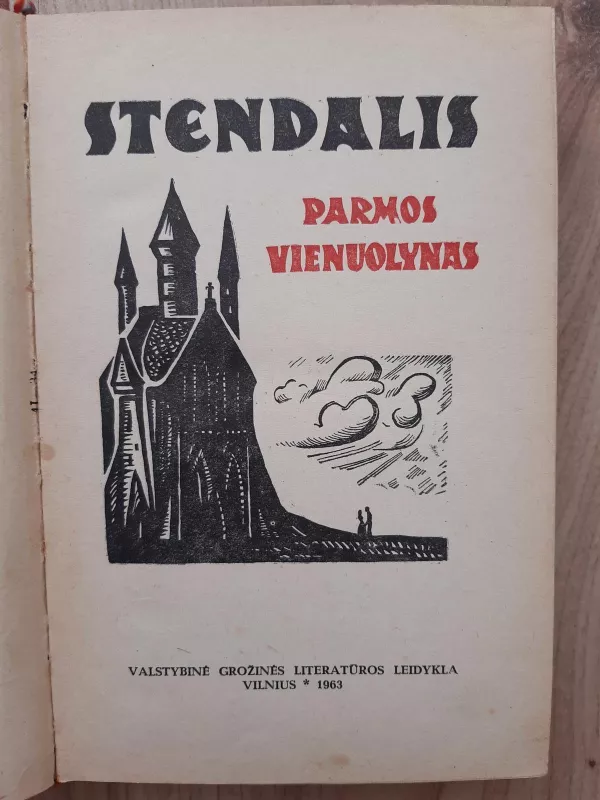 STENDALIS
PARMOS
VIENUOLYNAS
VALSTYBINĖ GROŽINĖS LITERATŪROS LEIDYKLA
VILNIUS * 1963